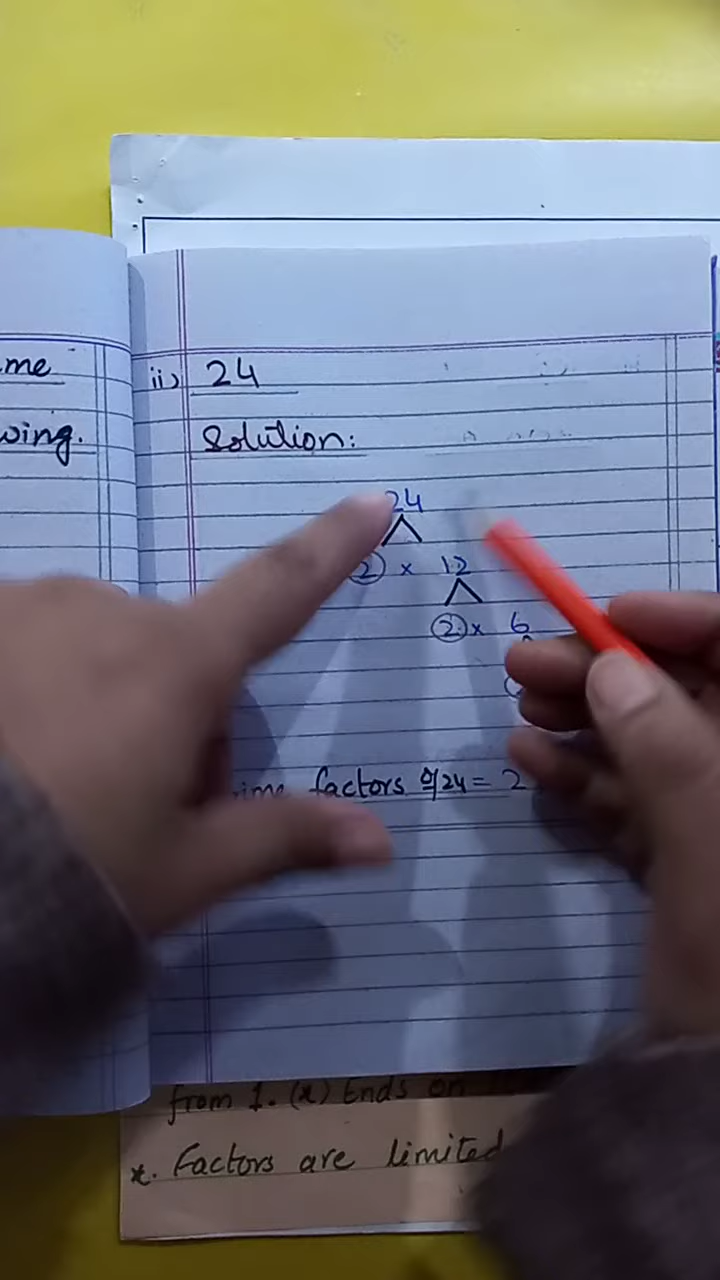 me
wing.
ii) 24
Solution:
24
2 × 12
2 × 6
factors of 24 = 2
from 1. (x) Ends on
*. Factors are limited